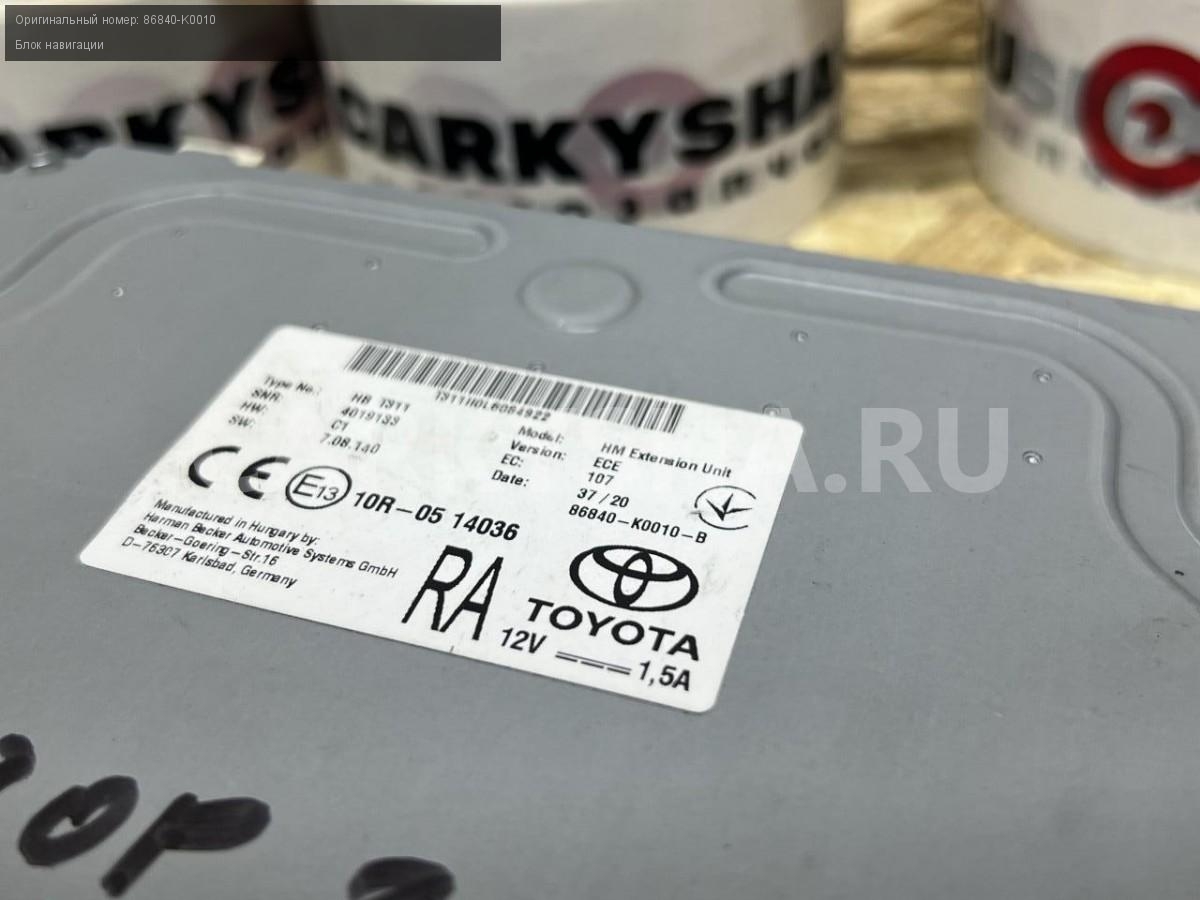 Оригинальный номер: 86840-K0010
Блок навигации
CARKYSHA
Type No.: HB 1311
SNR: 4019133
HW: C1
SW: 7.08.140
Model: HM Extension Unit
Version: ECE
EC: 107
Date: 37/20
86840-K0010-B
CE E13 10R-05 14036
Manufactured in Hungary by:
Harman Becker Automotive Systems GmbH
Becker-Goering-Str.16
D-76307 Karlsbad, Germany
RA
TOYOTA
12V 1,5A